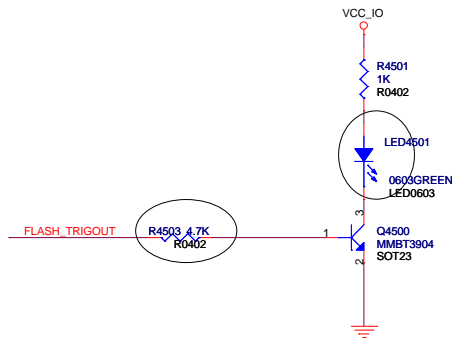 VCC_IO
R4501
1K
R0402
LED4501
0603GREEN
LED0603
FLASH_TRIGOUT
R4503 4.7K
R0402
1
3
2
Q4500
MMBT3904
SOT23